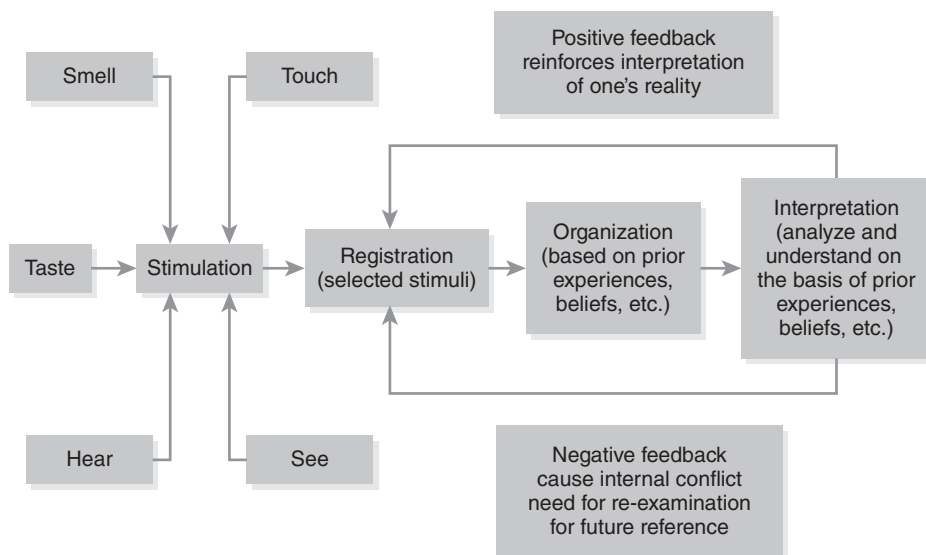 Smell
Touch
Positive feedback
reinforces interpretation
of one’s reality
Taste
Stimulation
Registration
(selected stimuli)
Organization
(based on prior
experiences,
beliefs, etc.)
Interpretation
(analyze and
understand on
the basis of prior
experiences,
beliefs, etc.)
Hear
See
Negative feedback
cause internal conflict
need for re-examination
for future reference